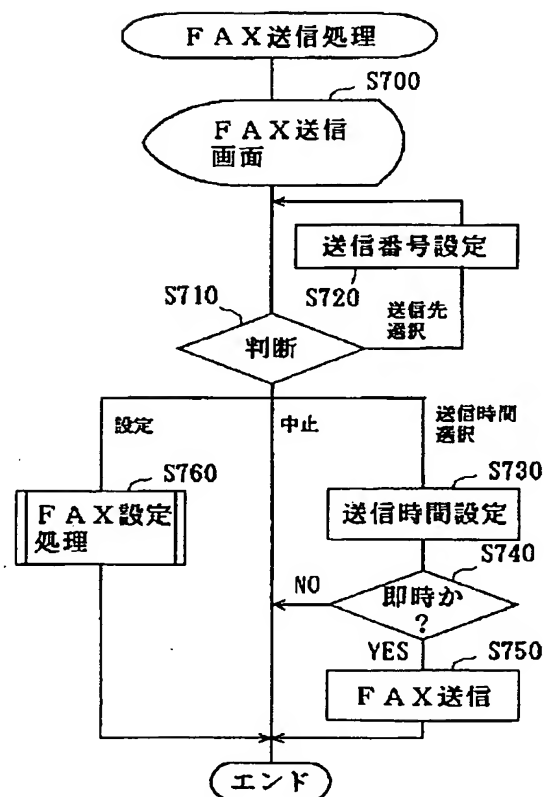 FAX送信処理
S700
FAX送信
画面
送信番号設定
S720
S710
送信先
選択
判断
設定
中止
送信時間
選択
S760
FAX設定
処理
S730
送信時間設定
S740
NO
即時か
?
YES
S750
FAX送信
エンド